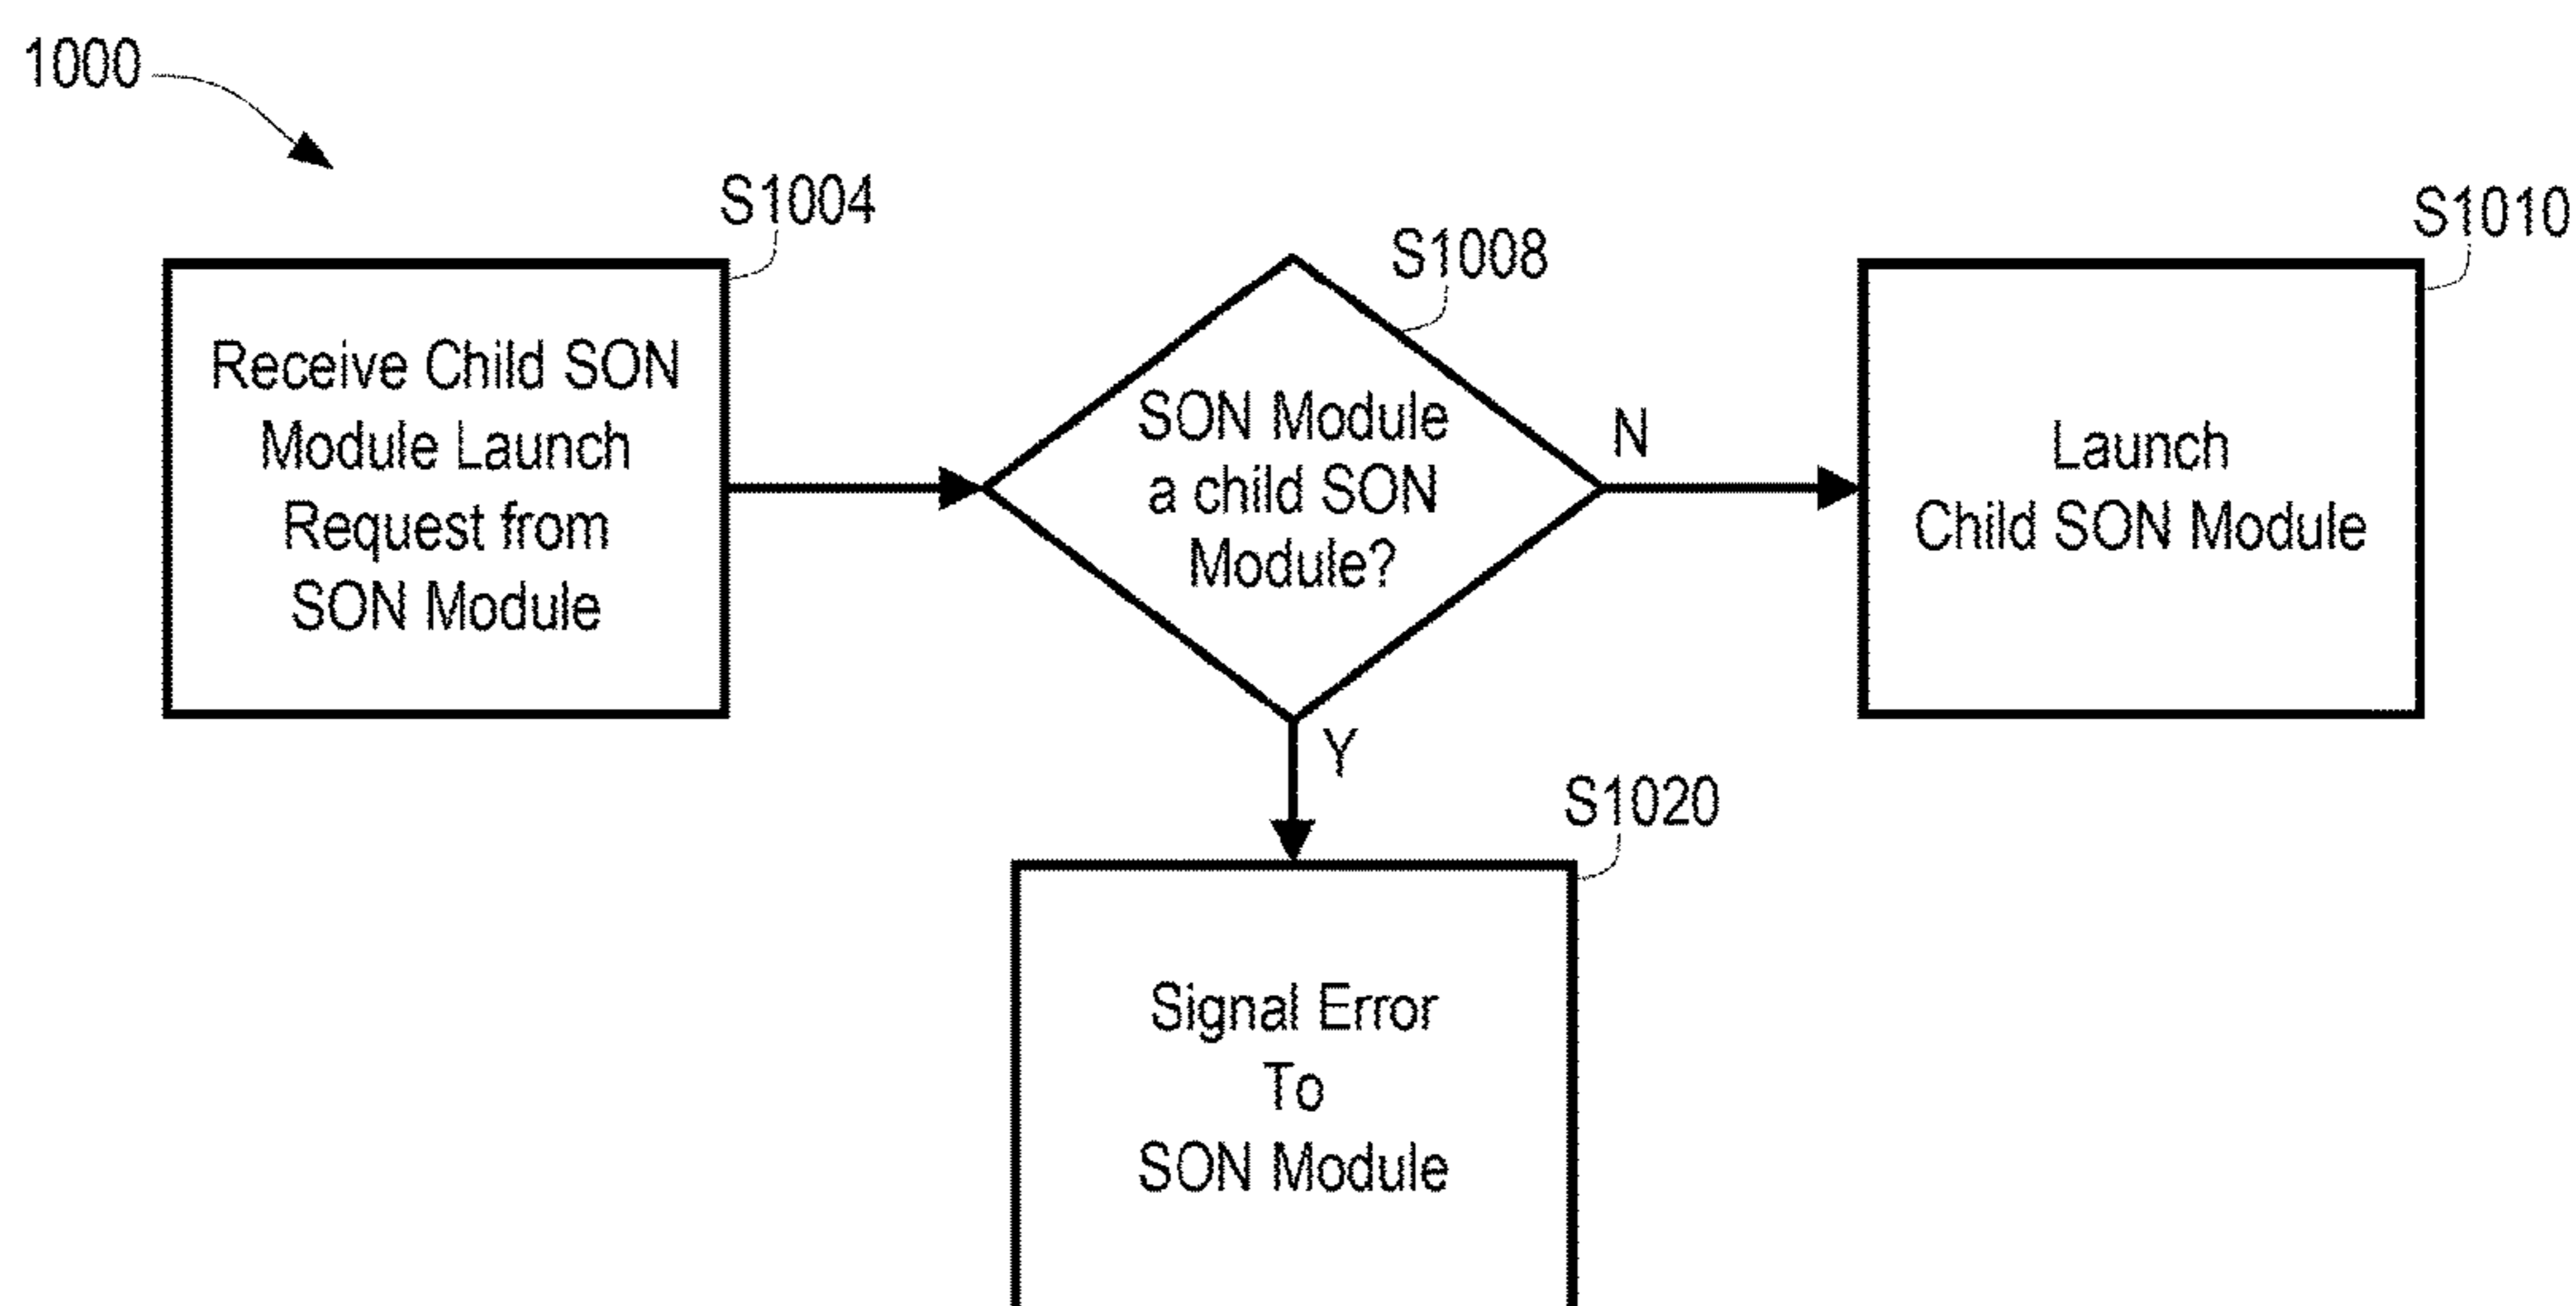 1000
S1004
Receive Child SON
Module Launch
Request from
SON Module
S1008
SON Module
a child SON
Module?
N
Y
S1010
Launch
Child SON Module
S1020
Signal Error
To
SON Module